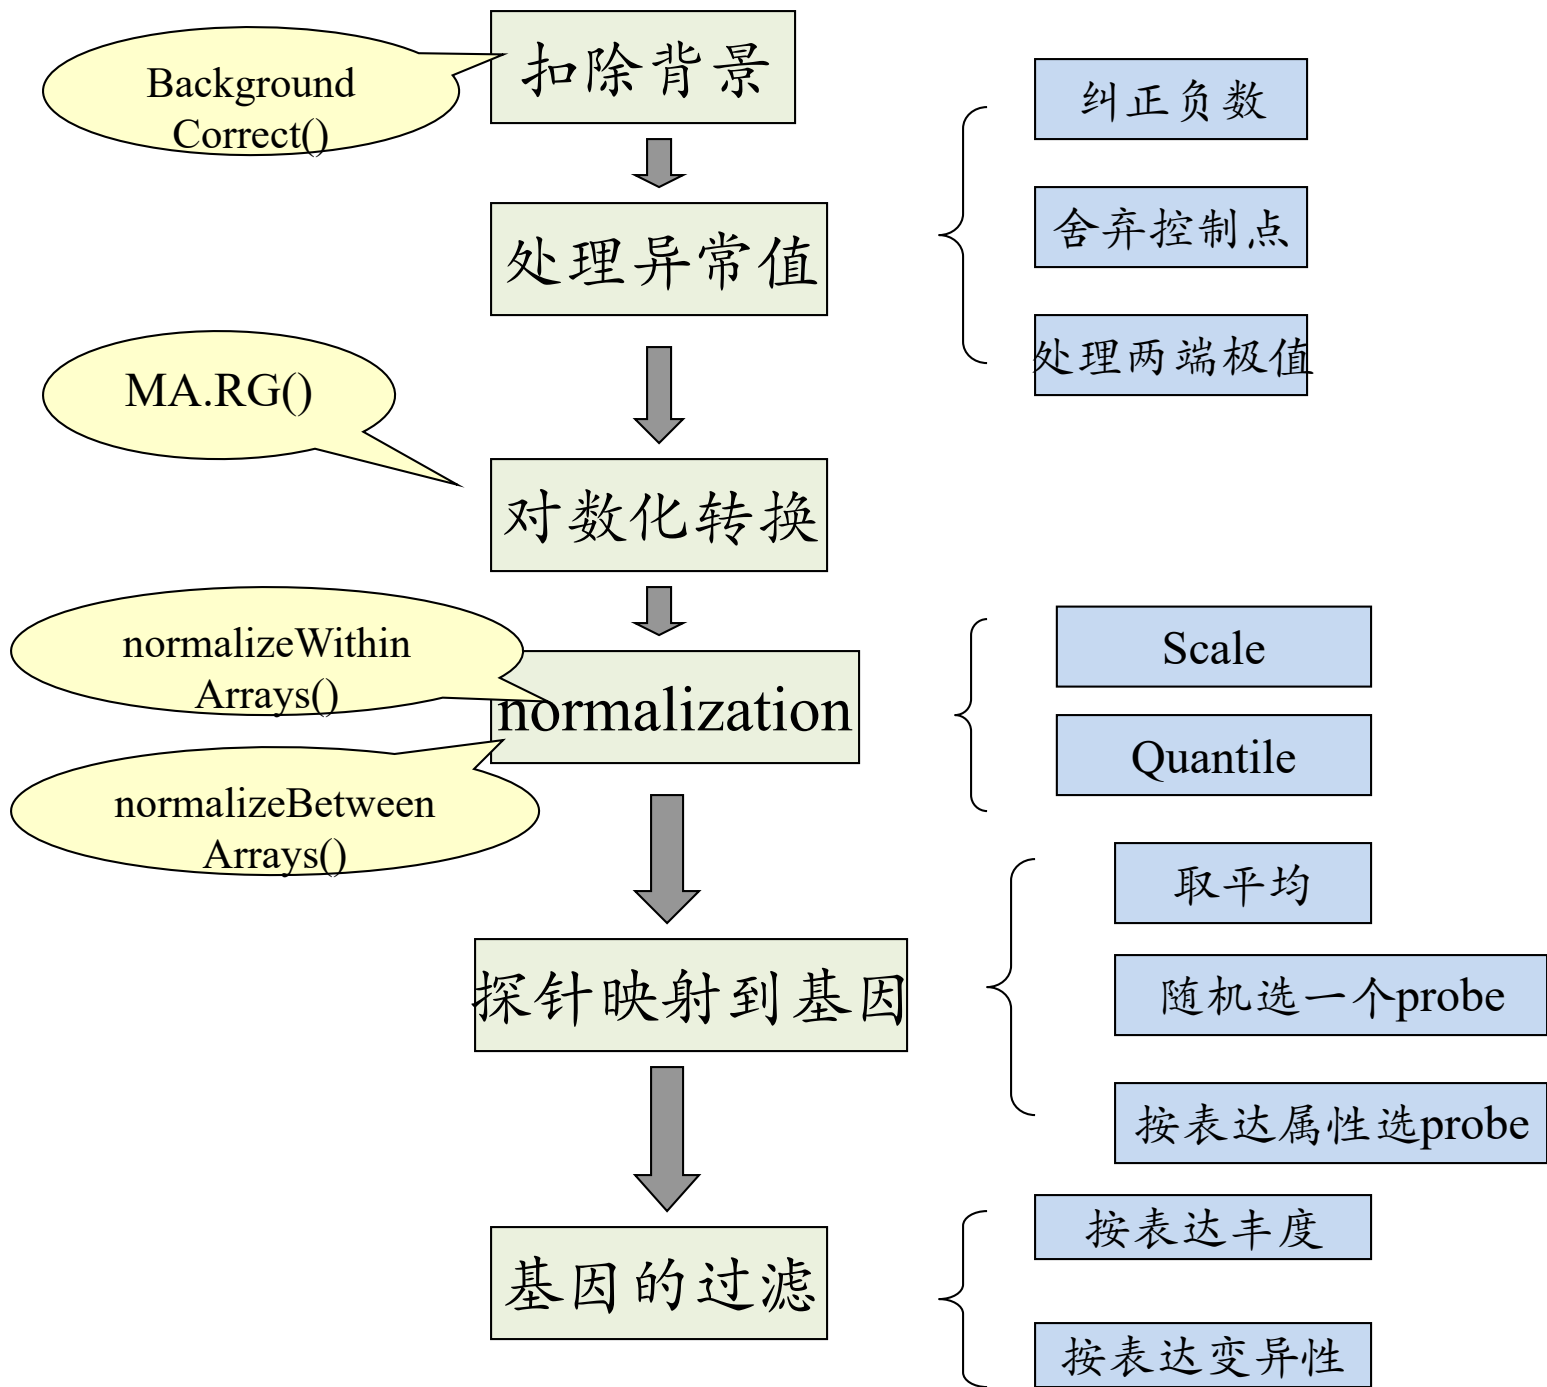 Background
Correct()
扣除背景
处理异常值
纠正负数
舍弃控制点
处理两端极值
MA.RG()
对数化转换
normalizeWithin
Arrays()
normalizeBetween
Arrays()
normalization
Scale
Quantile
探针映射到基因
取平均
随机选一个probe
按表达属性选probe
基因的过滤
按表达丰度
按表达变异性